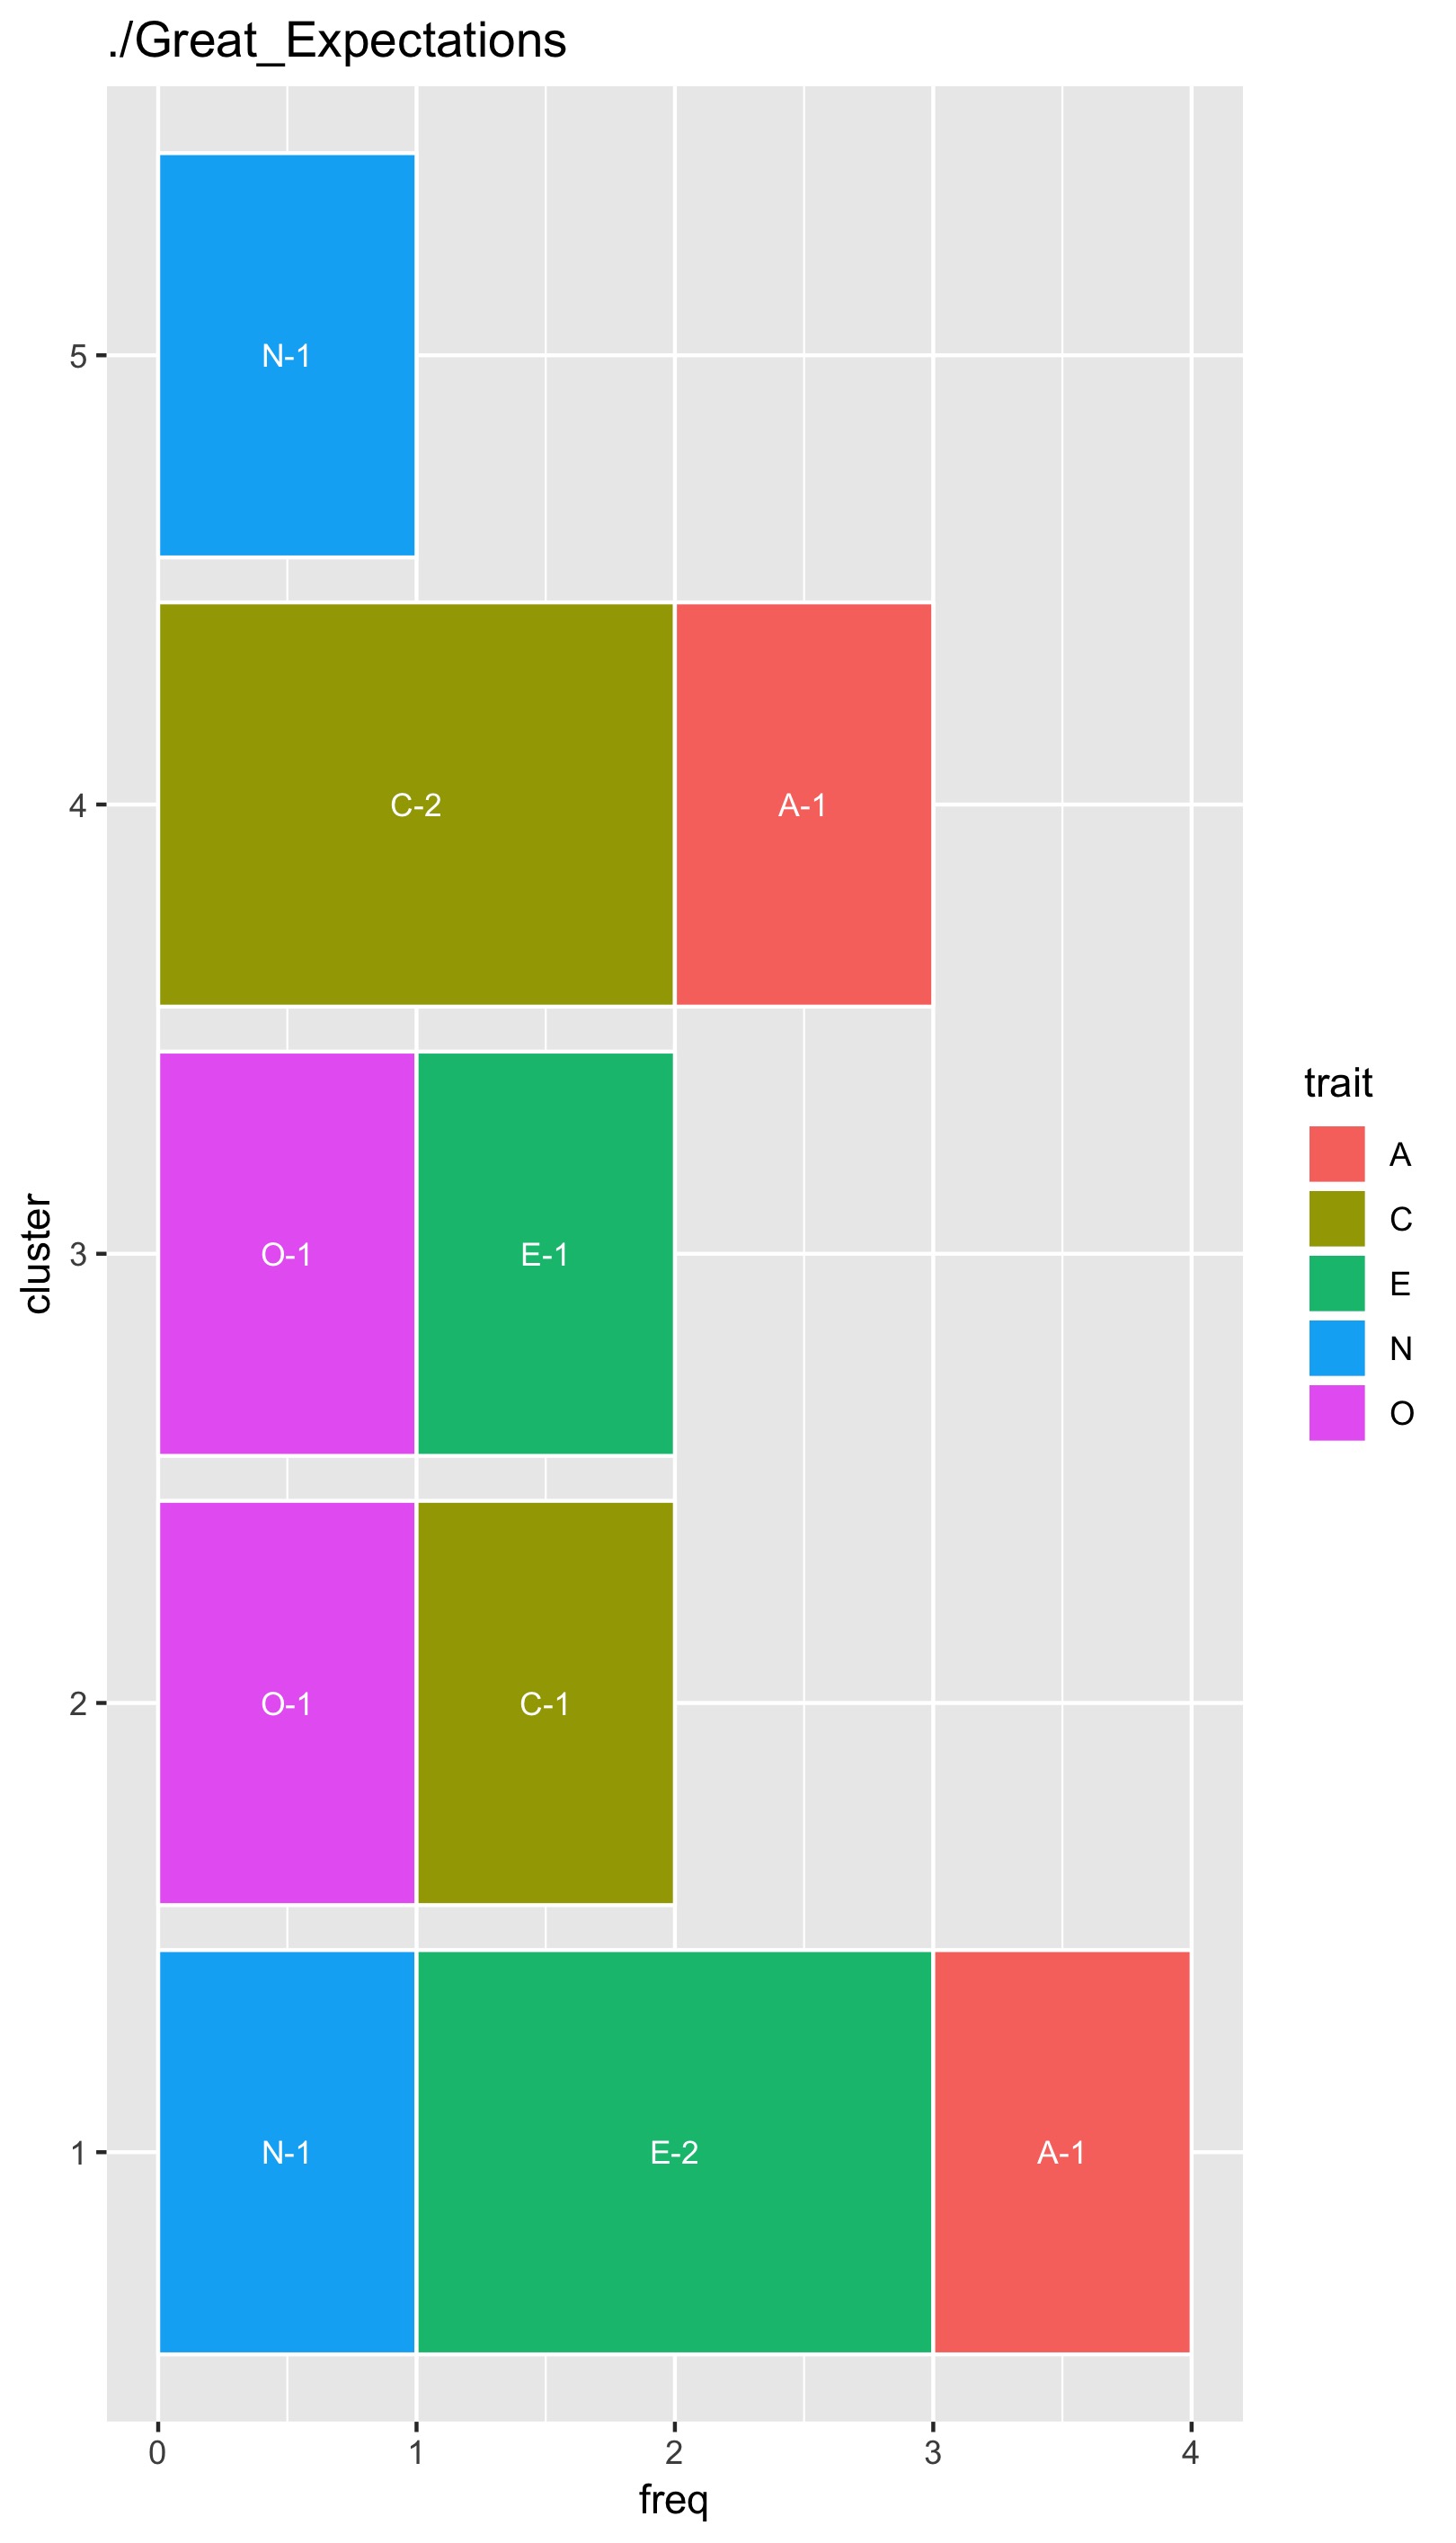 ./Great_Expectations
5
N-1
4
C-2
A-1
cluster
3
O-1
E-1
2
O-1
C-1
1
N-1
E-2
A-1
0
1
2
3
4
freq
trait
A
C
E
N
O